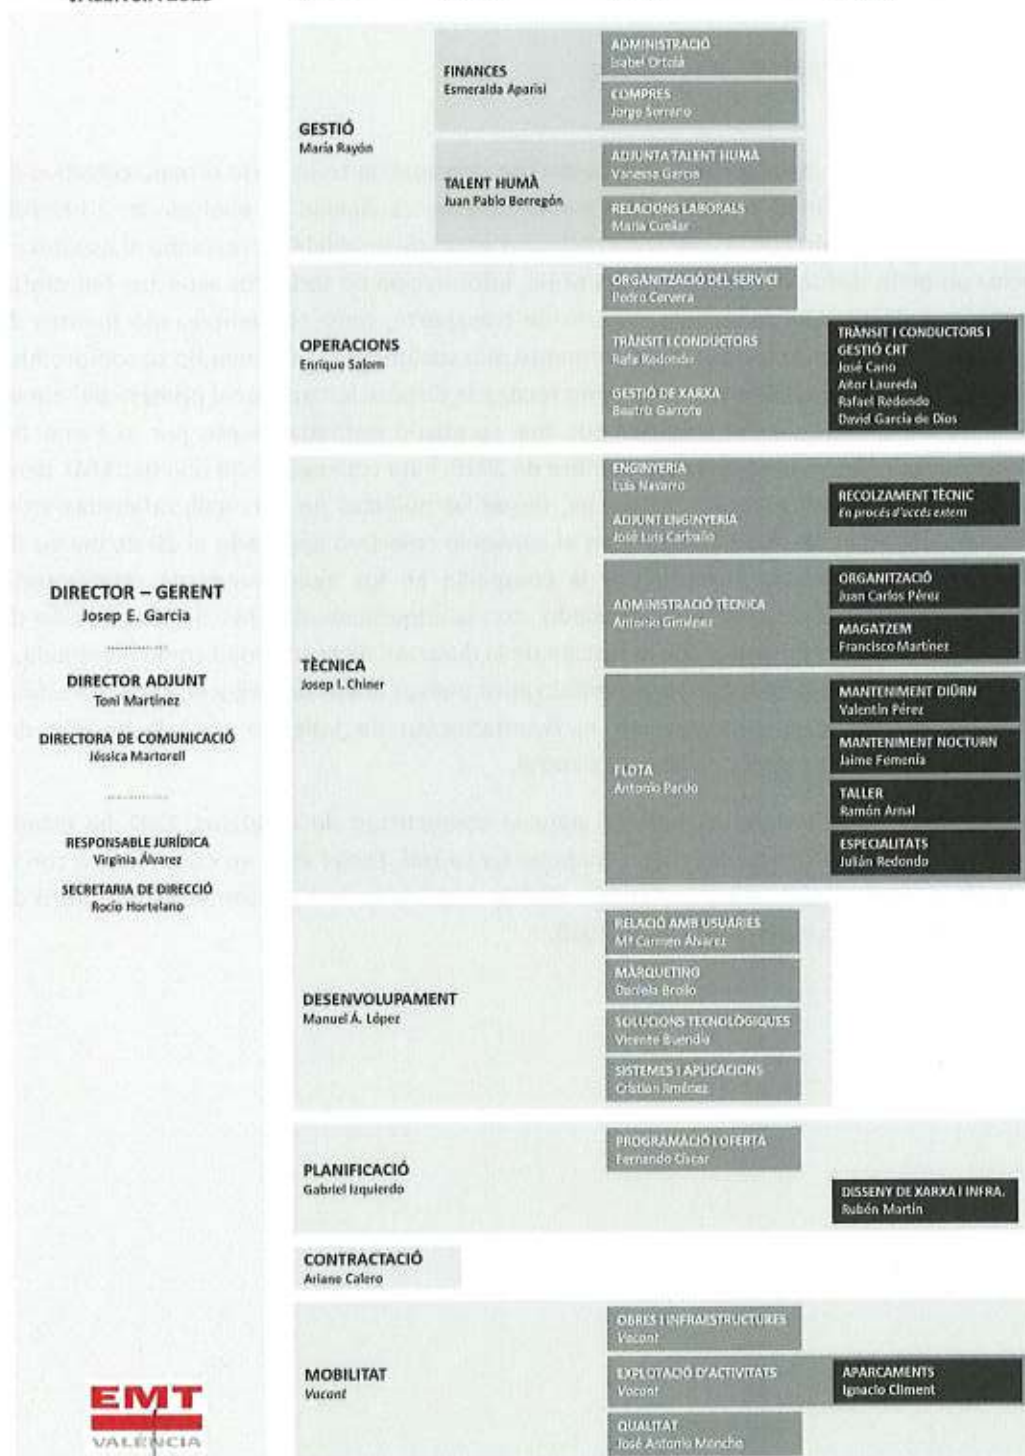 DIRECTOR – GERENT
Josep E. García
DIRECTOR ADJUNT
Toni Martínez
DIRECTORA DE COMUNICACIÓ
Jéssica Martorell
RESPONSABLE JURÍDICA
Virginia Álvarez
SECRETARIA DE DIRECCIÓ
Rocío Hortelano
EMT
VALÈNCIA
GESTIÓ
María Rayón
FINANCES
Esmeralda Aparisi
ADMINISTRACIÓ
Isabel Ortolá
COMPRES
Jorge Serrano
TALENT HUMÀ
Juan Pablo Berregón
ADJUNTA TALENT HUMÀ
Vanessa García
RELACIONS LABORALS
María Cuellar
OPERACIONS
Enrique Salom
ORGANITZACIÓ DEL SERVICI
Pedro Cervera
TRÀNSIT I CONDUCTORS
Rafa Redondo
GESTIÓ DE XARXA
Beatriz Garrote
TRÀNSIT I CONDUCTORS I
GESTIÓ CRT
José Cano
Aitor Laureda
Rafael Redondo
David García de Dios
TÈCNICA
Josep I. Chiner
ENGINYERIA
Luis Navarro
ADJUNT ENGINYERIA
José Luis Carballo
RECOLZAMENT TÈCNIC
En procés d'accés extern
ADMINISTRACIÓ TÈCNICA
Antonio Giménez
ORGANITZACIÓ
Juan Carlos Pérez
MAGATZEM
Francisco Martínez
FLOTA
Antonio Pardo
MANTENIMENT DIÜRN
Valentín Pérez
MANTENIMENT NOCTURN
Jaime Femenía
TALLER
Ramón Arnal
ESPECIALITATS
Julián Redondo
DESENVOLUPAMENT
Manuel Á. López
RELACIÓ AMB USUÀRIES
Mª Carmen Álvarez
MÀRQUETING
Daniela Broilo
SOLUCIONS TECNOLÒGIQUES
Vicente Buendía
SISTEMES I APLICACIONS
Cristian Jiménez
PLANIFICACIÓ
Gabriel Izquierdo
PROGRAMACIÓ I OFERTA
Fernando Císcar
DISSENY DE XARXA I INFRA.
Rubén Martín
CONTRACTACIÓ
Ariane Calero
MOBILITAT
Vacant
OBRES I INFRAESTRUCTURES
Vacant
EXPLOTACIÓ D'ACTIVITATS
Vacant
APARCAMENTS
Ignacio Climent
QUALITAT
José Antonio Moncho